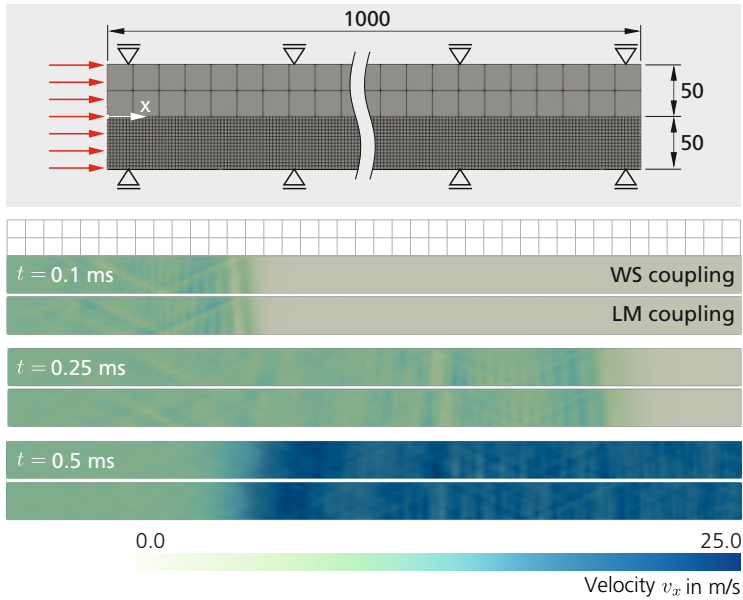 1000
x
50
50
t = 0.1 ms
WS coupling
LM coupling
t = 0.25 ms
t = 0.5 ms
0.0
25.0
Velocity vₓ in m/s